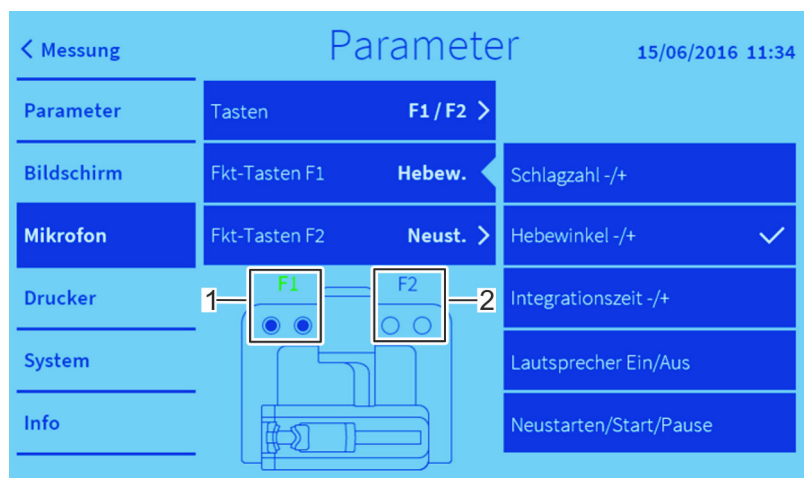 < Messung
Parameter
15/06/2016 11:34
Parameter
Bildschirm
Mikrofon
Drucker
System
Info
Tasten F1/F2 >
Fkt-Tasten F1 Hebew.
Fkt-Tasten F2 Neust. >
F1
F2
1
2
Schlagzahl -/+
Hebewinkel -/+
Integrationszeit -/+
Lautsprecher Ein/Aus
Neustarten/Start/Pause